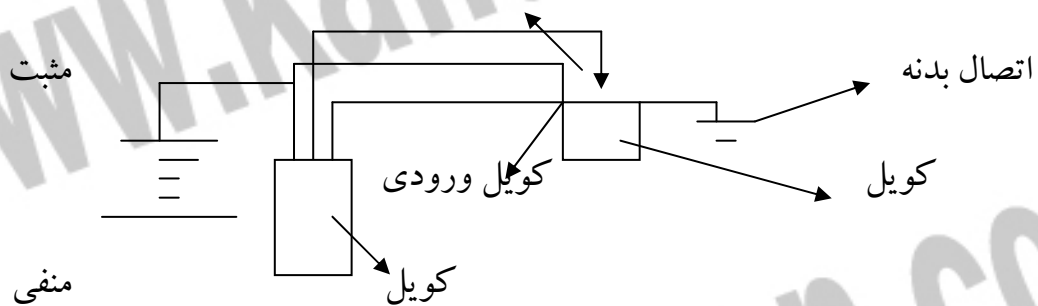 اتصال بدنه
مثبت
کویل
کویل ورودی
کویل
منفی